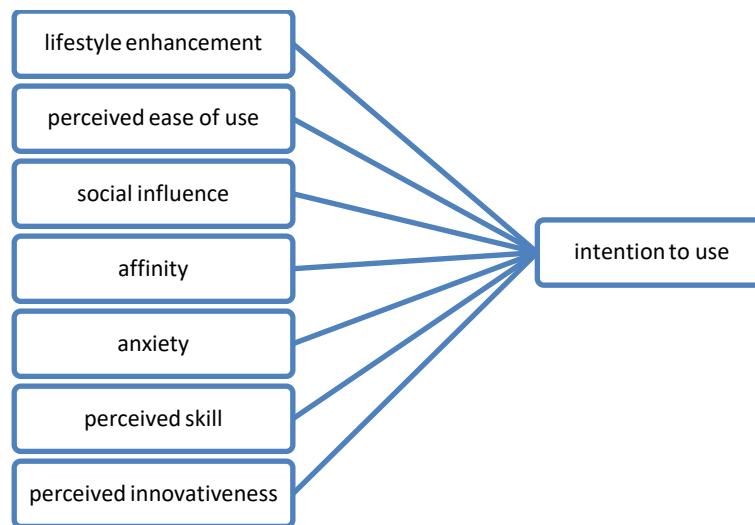 lifestyle enhancement
perceived ease of use
social influence
affinity
intention to use
anxiety
perceived skill
perceived innovativeness